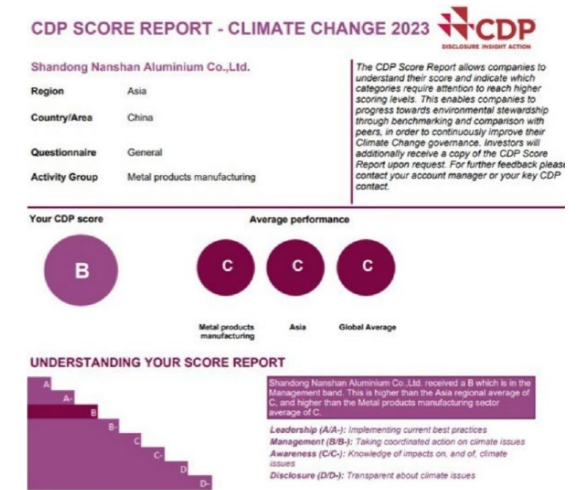 CDP SCORE REPORT - CLIMATE CHANGE 2023
CDP
DISCLOSURE INSIGHT ACTION
Shandong Nanshan Aluminium Co.,Ltd.
Region Asia
Country/Area China
Questionnaire General
Activity Group Metal products manufacturing
The CDP Score Report allows companies to
understand their score and indicate which
categories require attention to reach higher
scoring levels. This enables companies to
progress towards environmental stewardship
through benchmarking and comparison with
peers, in order to continuously improve their
Climate Change governance. Investors will
additionally receive a copy of the CDP Score
Report upon request. For further feedback please
contact your account manager or your key CDP
contact.
Your CDP score
Average performance
B
C
C
C
Metal products
manufacturing
Asia
Global Average
UNDERSTANDING YOUR SCORE REPORT
A
A-
B
B-
C
C-
D
D-
Shandong Nanshan Aluminium Co.,Ltd. received a B which is in the
Management band. This is higher than the Asia regional average of
C, and higher than the Metal products manufacturing sector
average of C.
Leadership (A/A-): Implementing current best practices
Management (B/B-): Taking coordinated action on climate issues
Awareness (C/C-): Knowledge of impacts on, and of, climate
issues
Disclosure (D/D-): Transparent about climate issues